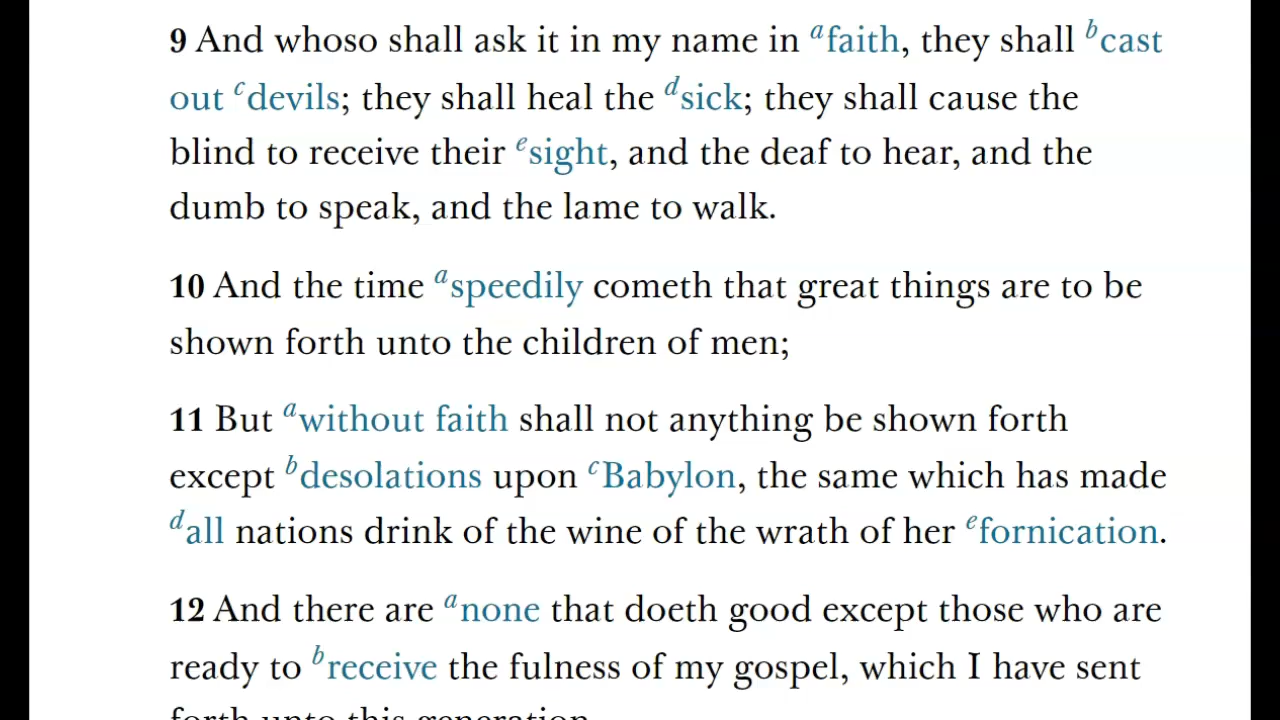 9 And whoso shall ask it in my name in a faith, they shall b cast
out c devils; they shall heal the d sick; they shall cause the
blind to receive their e sight, and the deaf to hear, and the
dumb to speak, and the lame to walk.
10 And the time a speedily cometh that great things are to be
shown forth unto the children of men;
11 But a without faith shall not anything be shown forth
except b desolations upon c Babylon, the same which has made
d all nations drink of the wine of the wrath of her e fornication.
12 And there are a none that doeth good except those who are
ready to b receive the fulness of my gospel, which I have sent
forth unto this generation.